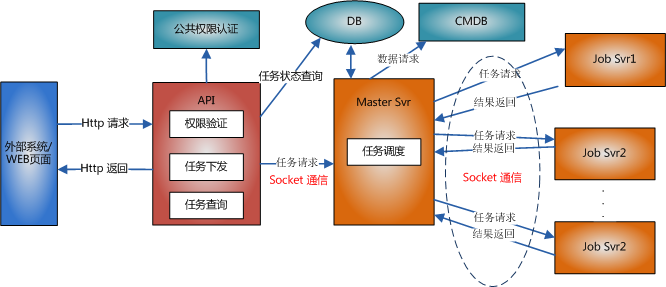 公共权限认证
DB
CMDB
数据请求
任务状态查询
外部系统/
WEB页面
Http 请求
Http 返回
API
权限验证
任务下发
任务查询
任务请求
Socket 通信
Master Svr
任务调度
任务请求
结果返回
任务请求
结果返回
Socket 通信
任务请求
结果返回
Job Svr1
Job Svr2
Job Svr2